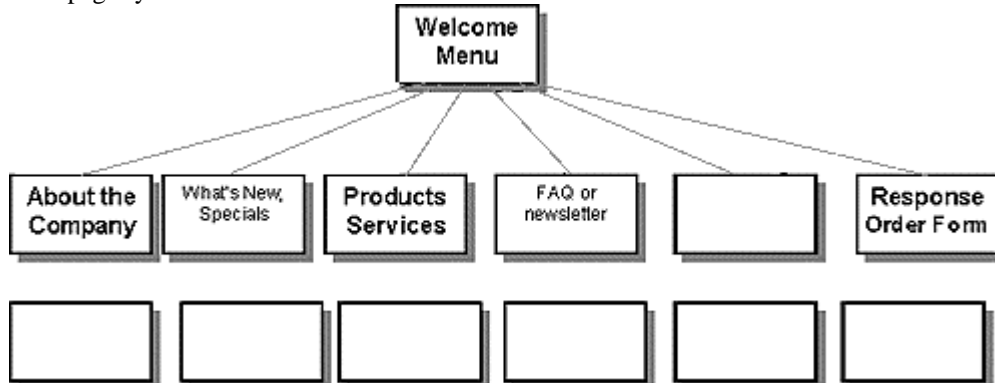 Welcome
Menu
About the
Company
What's New,
Specials
Products
Services
FAQ or
newsletter
Response
Order Form